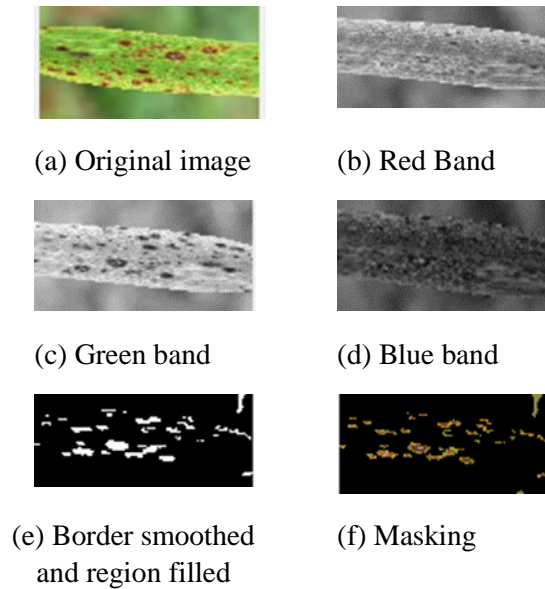 (a) Original image
(b) Red Band
(c) Green band
(d) Blue band
(e) Border smoothed
and region filled
(f) Masking